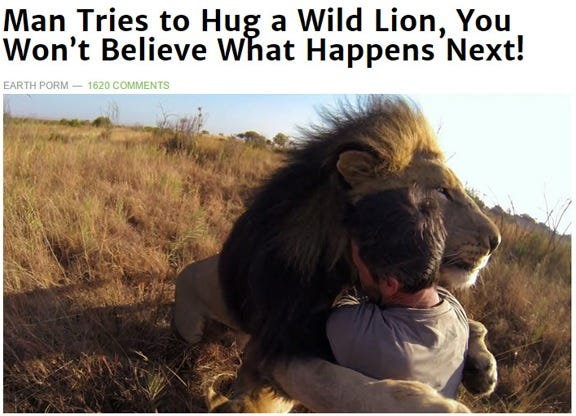 Man Tries to Hug a Wild Lion, You
Won’t Believe What Happens Next!
EARTH PORM — 1620 COMMENTS